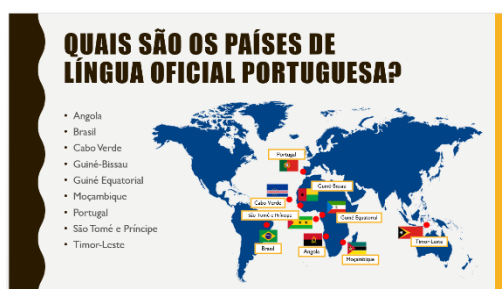 QUAIS SÃO OS PAÍSES DE
LÍNGUA OFICIAL PORTUGUESA?
• Angola
• Brasil
• Cabo Verde
• Guiné-Bissau
• Guiné Equatorial
• Moçambique
• Portugal
• São Tomé e Príncipe
• Timor-Leste
Portugal
Guiné-Bissau
Cabo Verde
São Tomé e Príncipe
Guiné Equatorial
Brasil
Angola
Moçambique
Timor-Leste